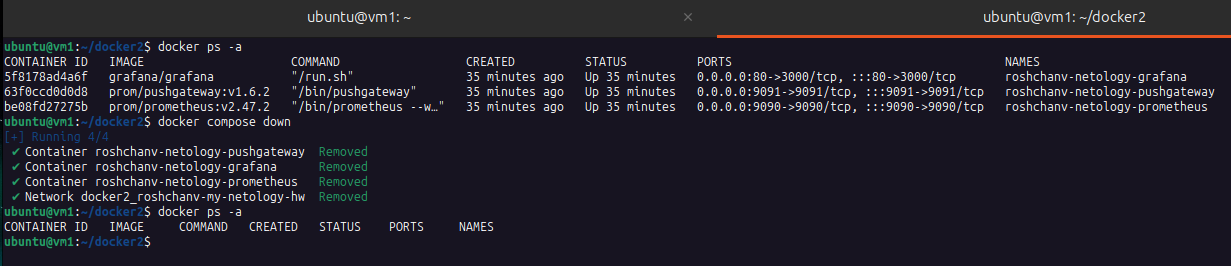 ubuntu@vm1: ~ × ubuntu@vm1: ~/docker2
ubuntu@vm1:~/docker2$ docker ps -a
CONTAINER ID   IMAGE                     COMMAND                  CREATED          STATUS          PORTS                                       NAMES
5f8178ad4a6f   grafana/grafana           "/run.sh"                35 minutes ago   Up 35 minutes   0.0.0.0:80->3000/tcp, :::80->3000/tcp       roshchanv-netology-grafana
63f0ccd0d0d8   prom/pushgateway:v1.6.2   "/bin/pushgateway"       35 minutes ago   Up 35 minutes   0.0.0.0:9091->9091/tcp, :::9091->9091/tcp   roshchanv-netology-pushgateway
be08fd27275b   prom/prometheus:v2.47.2   "/bin/prometheus --w…"   35 minutes ago   Up 35 minutes   0.0.0.0:9090->9090/tcp, :::9090->9090/tcp   roshchanv-netology-prometheus
ubuntu@vm1:~/docker2$ docker compose down
[+] Running 4/4
 ✔ Container roshchanv-netology-pushgateway  Removed
 ✔ Container roshchanv-netology-grafana      Removed
 ✔ Container roshchanv-netology-prometheus   Removed
 ✔ Network docker2_roshchanv-my-netology-hw  Removed
ubuntu@vm1:~/docker2$ docker ps -a
CONTAINER ID   IMAGE     COMMAND   CREATED   STATUS    PORTS     NAMES
ubuntu@vm1:~/docker2$